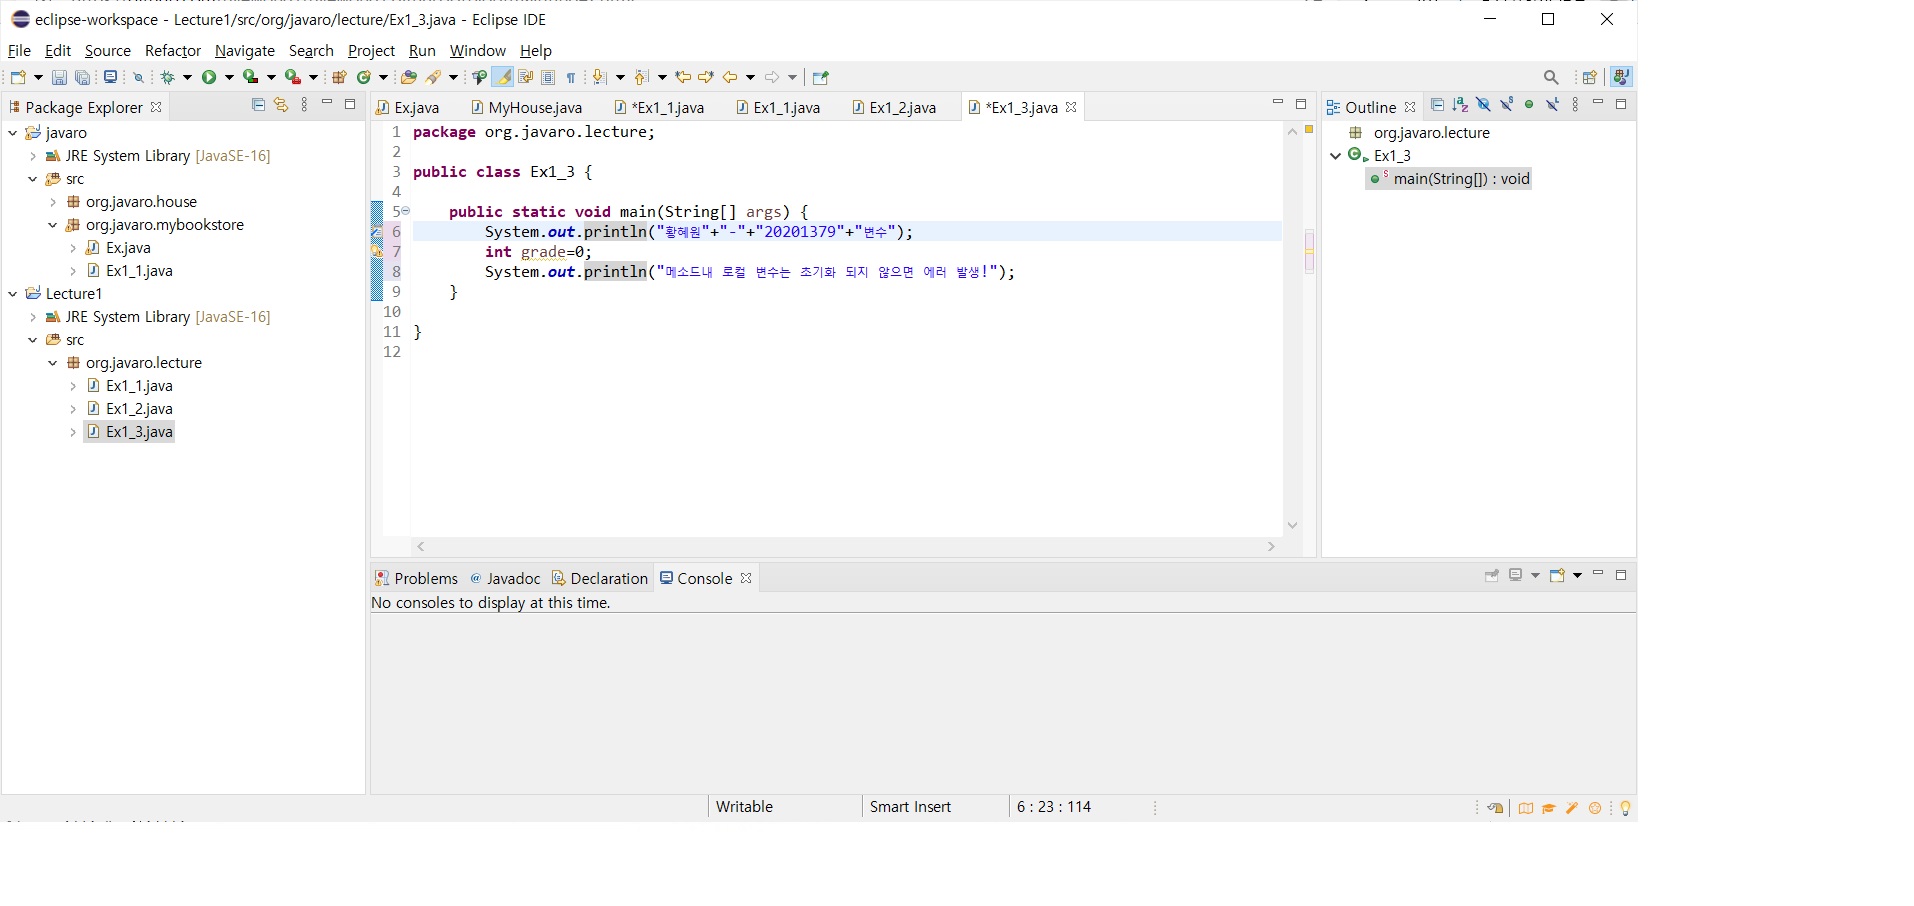 eclipse-workspace - Lecture1/src/org/javaro/lecture/Ex1_3.java - Eclipse IDE
File Edit Source Refactor Navigate Search Project Run Window Help
Package Explorer
javaro
JRE System Library [JavaSE-16]
src
org.javaro.house
org.javaro.mybookstore
Ex.java
Ex1_1.java
Lecture1
JRE System Library [JavaSE-16]
src
org.javaro.lecture
Ex1_1.java
Ex1_2.java
Ex1_3.java
Ex.java MyHouse.java *Ex1_1.java Ex1_1.java Ex1_2.java *Ex1_3.java
1 package org.javaro.lecture;
2
3 public class Ex1_3 {
4
5 public static void main(String[] args) {
6 System.out.println("황혜원"+"-"+"20201379"+"변수");
7 int grade=0;
8 System.out.println("메소드내 로컬 변수는 초기화 되지 않으면 에러 발생!");
9 }
10
11 }
12
Outline
org.javaro.lecture
Ex1_3
main(String[]) : void
Problems @ Javadoc Declaration Console
No consoles to display at this time.
Writable Smart Insert 6 : 23 : 114